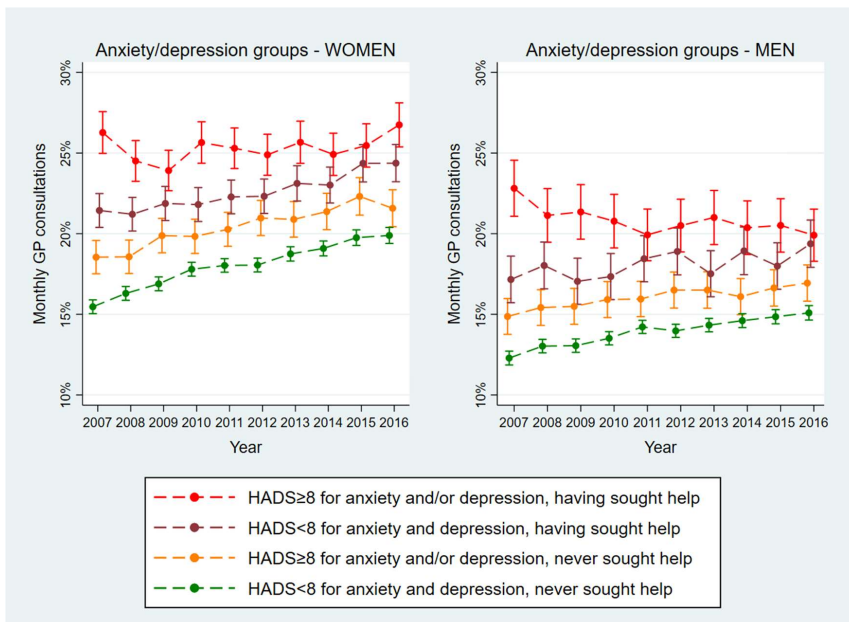 Anxiety/depression groups - WOMEN
30%
25%
20%
15%
10%
Monthly GP consultations
2007 2008 2009 2010 2011 2012 2013 2014 2015 2016
Year
Anxiety/depression groups - MEN
30%
25%
20%
15%
10%
Monthly GP consultations
2007 2008 2009 2010 2011 2012 2013 2014 2015 2016
Year
HADS≥8 for anxiety and/or depression, having sought help
HADS<8 for anxiety and depression, having sought help
HADS≥8 for anxiety and/or depression, never sought help
HADS<8 for anxiety and depression, never sought help